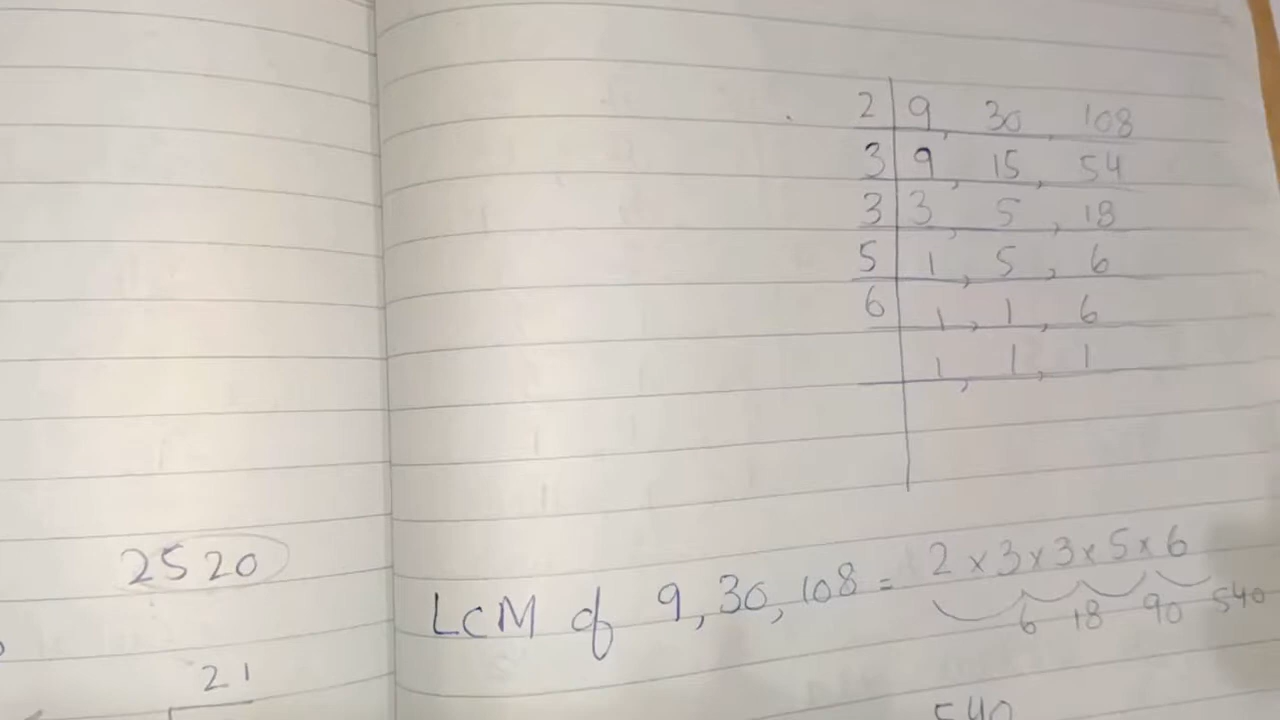 2 | 9, 30, 108
3 | 9, 15, 54
3 | 3, 5, 18
5 | 1, 5, 6
6 | 1, 1, 6
1, 1, 1
2520
LCM of 9, 30, 108 = 2 x 3 x 3 x 5 x 6
6 18 90 540
21
540